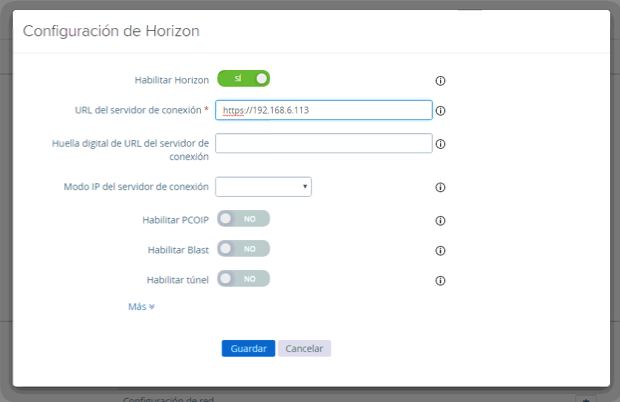 Configuración de Horizon
Habilitar Horizon
SÍ
URL del servidor de conexión *
https://192.168.6.113
Huella digital de URL del servidor de
conexión
Modo IP del servidor de conexión
Habilitar PCOIP
NO
Habilitar Blast
NO
Habilitar túnel
NO
Más
Guardar
Cancelar
Configuración de red